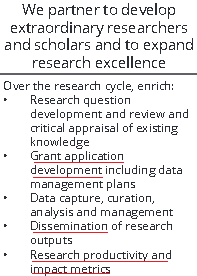 We partner to develop
extraordinary researchers
and scholars and to expand
research excellence
Over the research cycle, enrich:
• Research question
development and review and
critical appraisal of existing
knowledge
• Grant application
development including data
management plans
• Data capture, curation,
analysis and management
• Dissemination of research
outputs
• Research productivity and
impact metrics